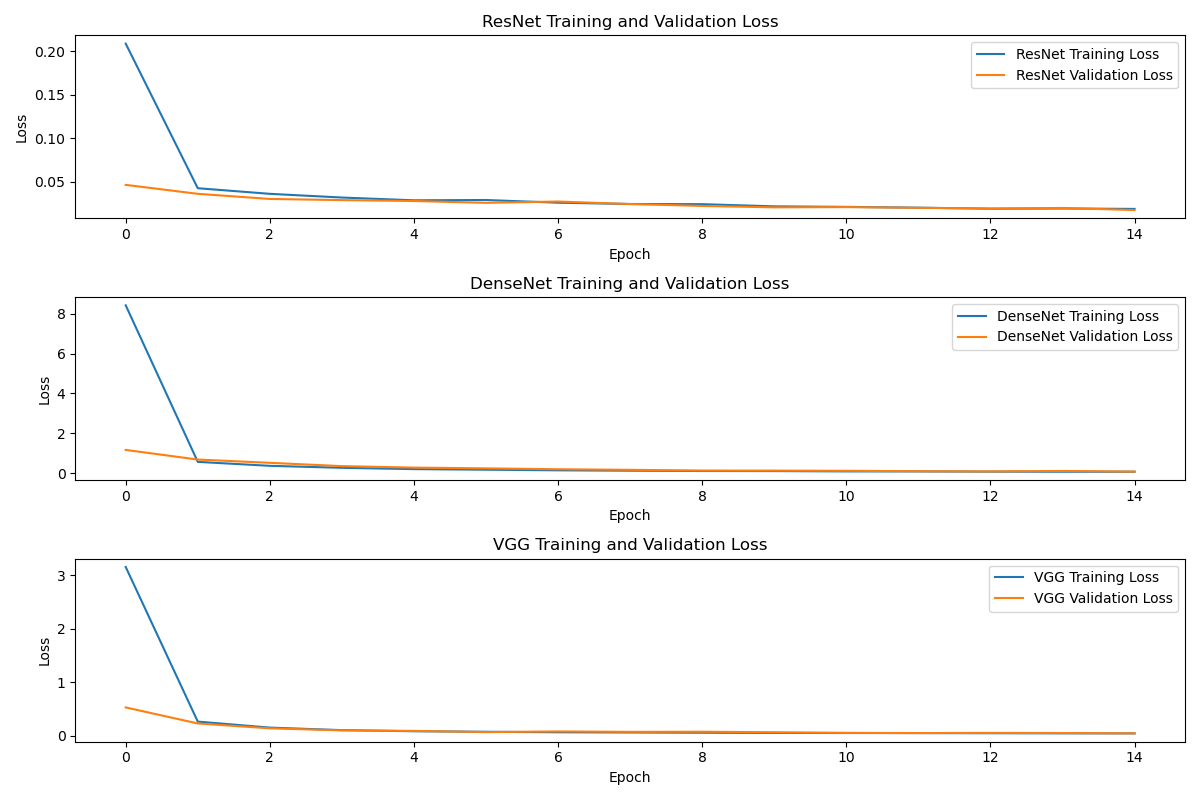 ResNet Training and Validation Loss
ResNet Training Loss
ResNet Validation Loss
Loss
0.20
0.15
0.10
0.05
0 2 4 6 8 10 12 14
Epoch
DenseNet Training and Validation Loss
DenseNet Training Loss
DenseNet Validation Loss
Loss
8
6
4
2
0
0 2 4 6 8 10 12 14
Epoch
VGG Training and Validation Loss
VGG Training Loss
VGG Validation Loss
Loss
3
2
1
0
0 2 4 6 8 10 12 14
Epoch